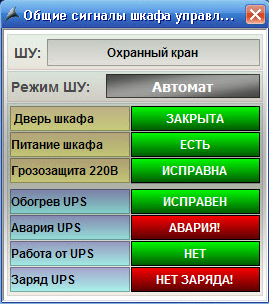 Общие сигналы шкафа управл...
ШУ: Охранный кран
Режим ШУ: Автомат
Дверь шкафа ЗАКРЫТА
Питание шкафа ЕСТЬ
Грозозащита 220В ИСПРАВНА
Обогрев UPS ИСПРАВЕН
Авария UPS АВАРИЯ!
Работа от UPS НЕТ
Заряд UPS НЕТ ЗАРЯДА!